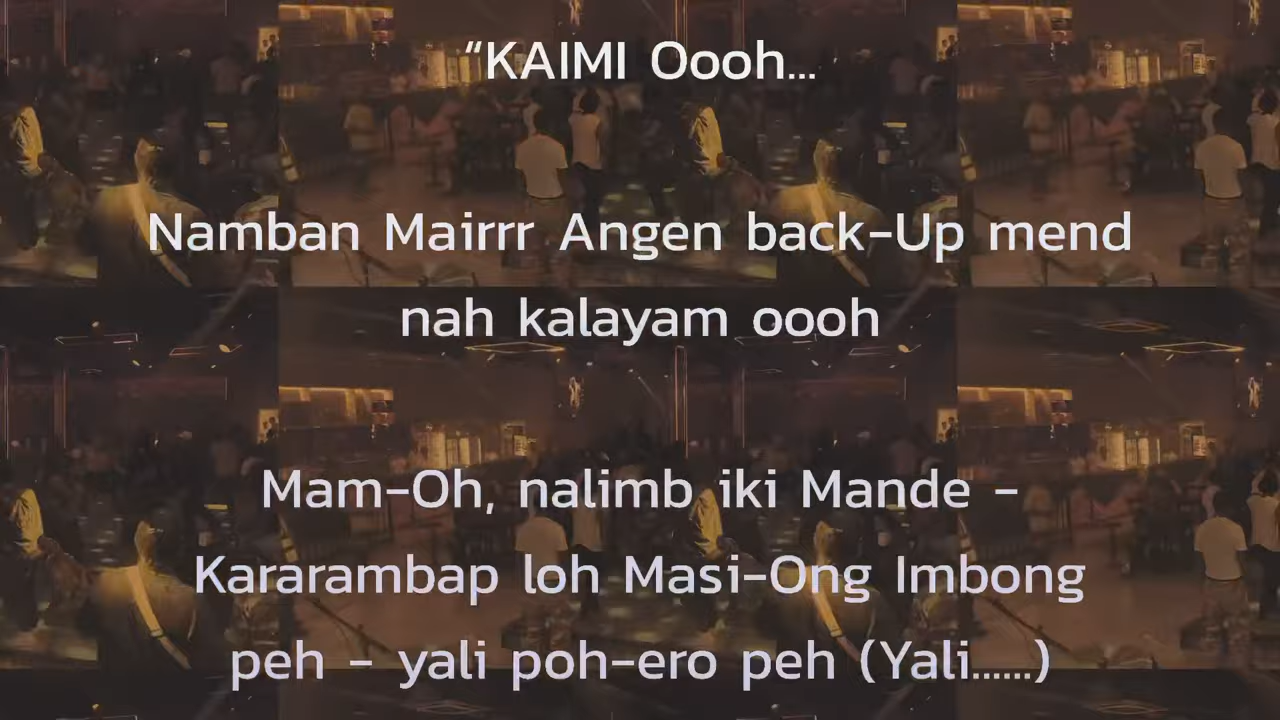 “KAIMI Oooh...
Namban Mairrr Angen back-Up mend
nah kalayam oooh
Mam-Oh, nalimb iki Mande -
Kararambap loh Masi-Ong Imbong
peh - yali poh-ero peh (Yali......)